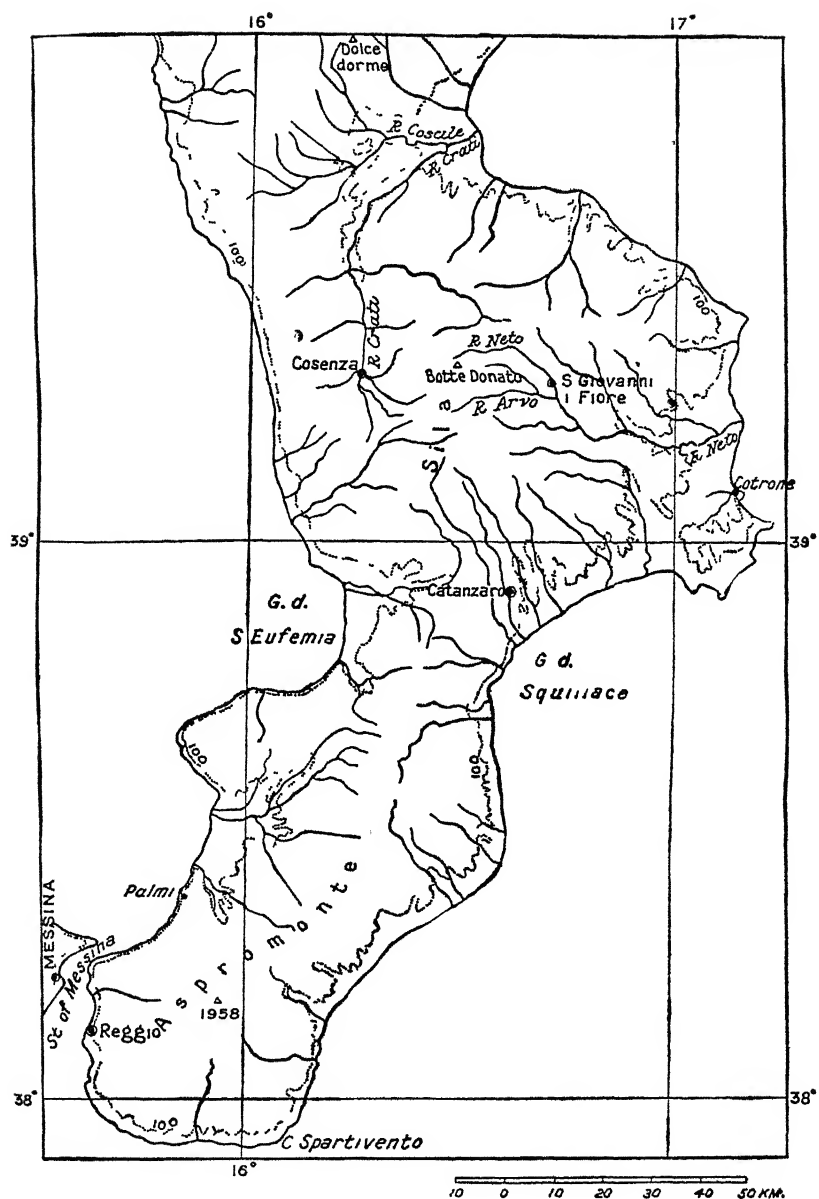 16°
17°
Dolce
dorme
R Coscile
R Crati
100
100
R Crati
R Neto
Cosenza
Botte Donato
S Giovanni
i Fiore
R Arvo
Sila
R Neto
Cotrone
39°
39°
Catanzaro
G. d.
S Eufemia
G d.
Squillace
100
100
Palmi
MESSINA
St of Messina
Aspromonte
1958
Reggio
38°
38°
100
C Spartivento
16°
10 0 10 20 30 40 50 KM.